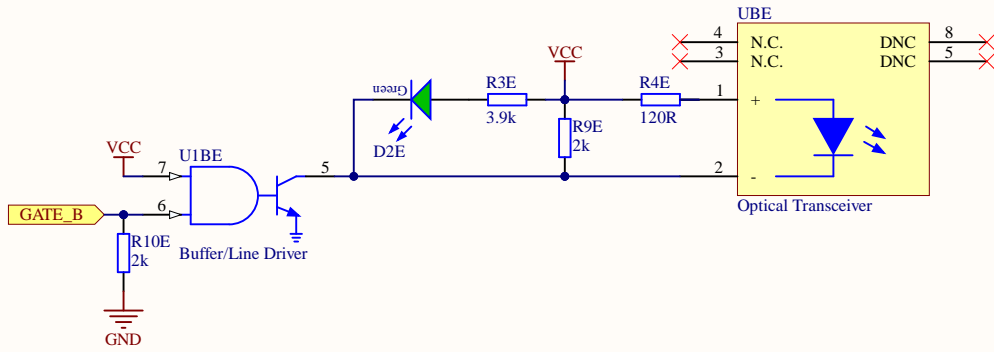 UBE
4
N.C.
DNC
8
3
N.C.
DNC
5
VCC
Green
R3E
3.9k
R4E
120R
1
+
D2E
R9E
2k
VCC
7
U1BE
5
2
-
GATE_B
6
Optical Transceiver
R10E
2k
Buffer/Line Driver
GND